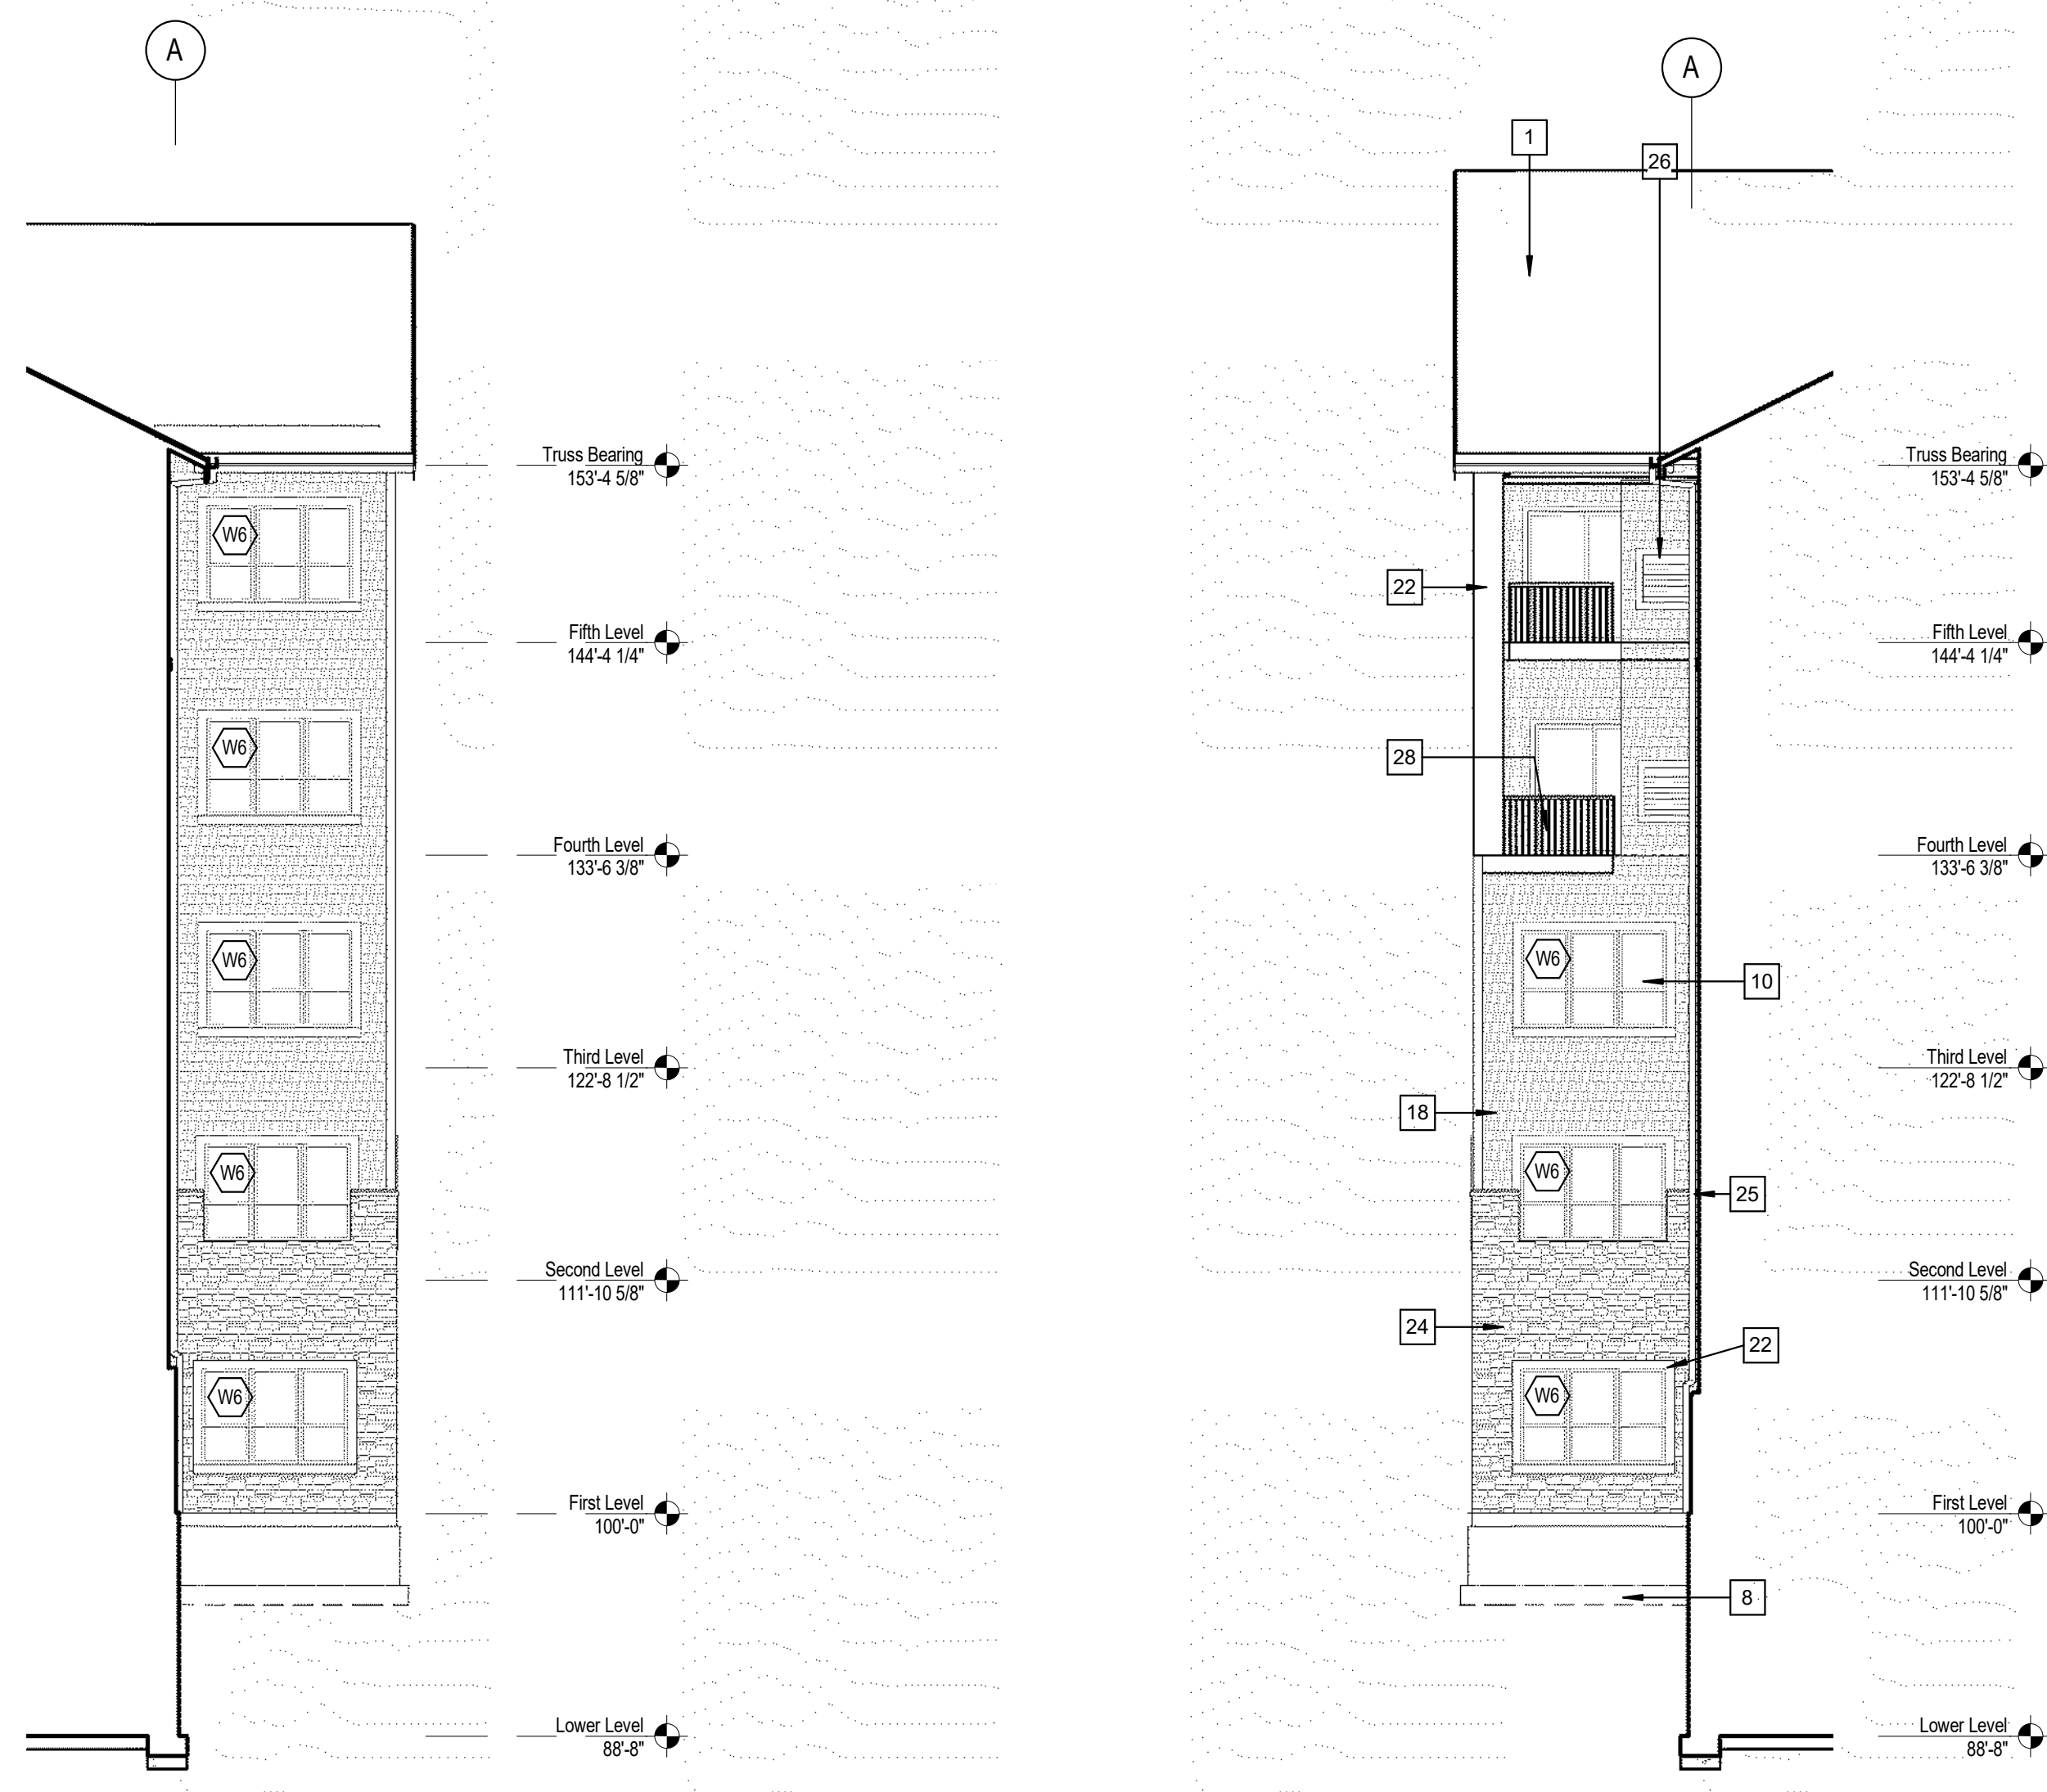 A
W6
W6
W6
W6
W6
Truss Bearing
153'-4 5/8"
Fifth Level
144'-4 1/4"
Fourth Level
133'-6 3/8"
Third Level
122'-8 1/2"
Second Level
111'-10 5/8"
First Level
100'-0"
Lower Level
88'-8"
A
1
26
22
28
W6
10
18
W6
25
24
22
W6
8
Truss Bearing
153'-4 5/8"
Fifth Level
144'-4 1/4"
Fourth Level
133'-6 3/8"
Third Level
122'-8 1/2"
Second Level
111'-10 5/8"
First Level
100'-0"
Lower Level
88'-8"